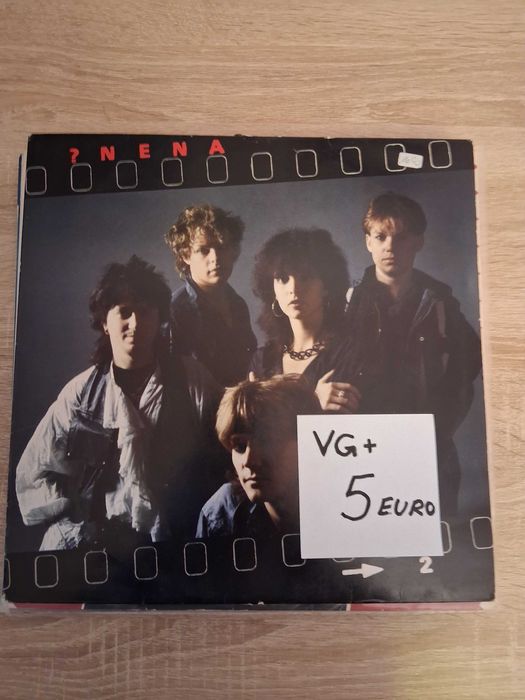 ? NENA
VG+
5 EURO
→ 2